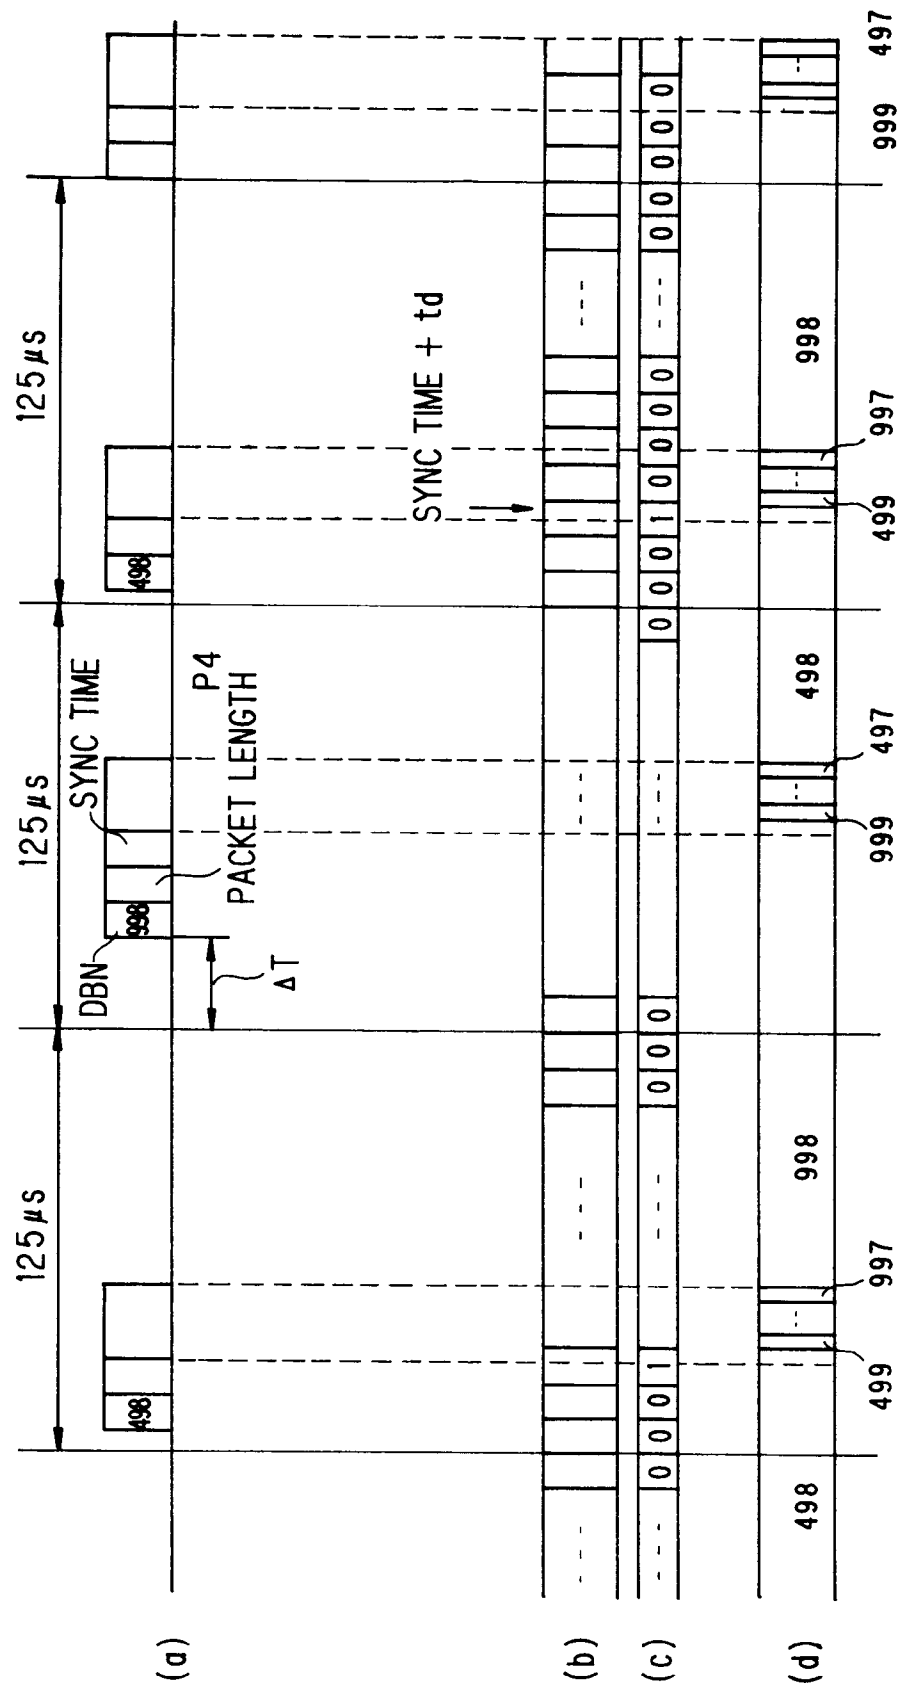 125μs 125μs 125μs
(a) 498 DBN 998 SYNC TIME 498
ΔT PACKET LENGTH P4
SYNC TIME + td
(b) --- --- --- ---
(c) --- 0 0 0 1 --- 0 0 0 --- 0 0 0 1 0 0 0 --- 0 0 0 0 0
(d) 498 --- 998 --- 498 --- 998 ---
499 997 999 497 499 997 999 497